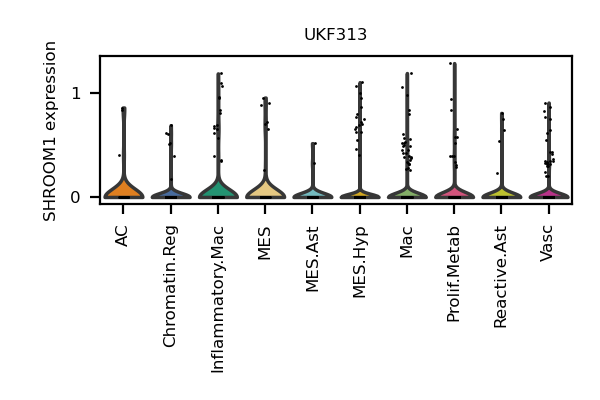 UKF313
SHROOM1 expression
1
0
AC
Chromatin.Reg
Inflammatory.Mac
MES
MES.Ast
MES.Hyp
Mac
Prolif.Metab
Reactive.Ast
Vasc